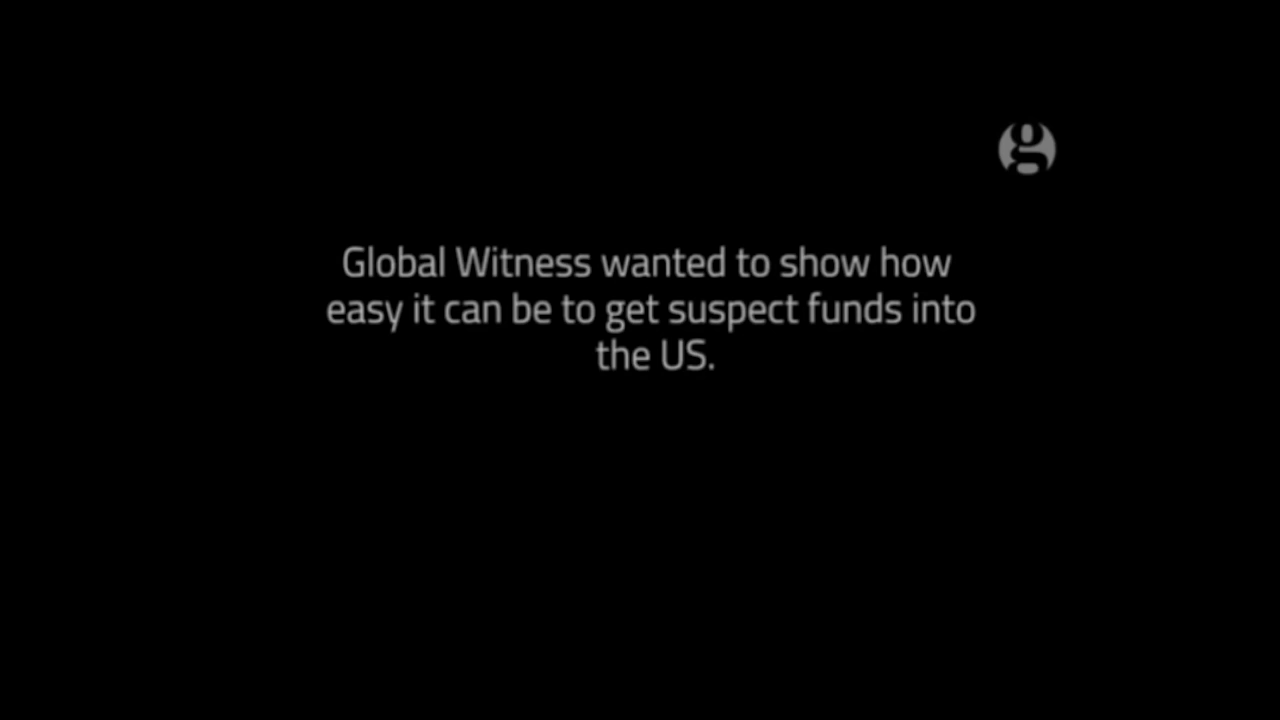 g
Global Witness wanted to show how
easy it can be to get suspect funds into
the US.